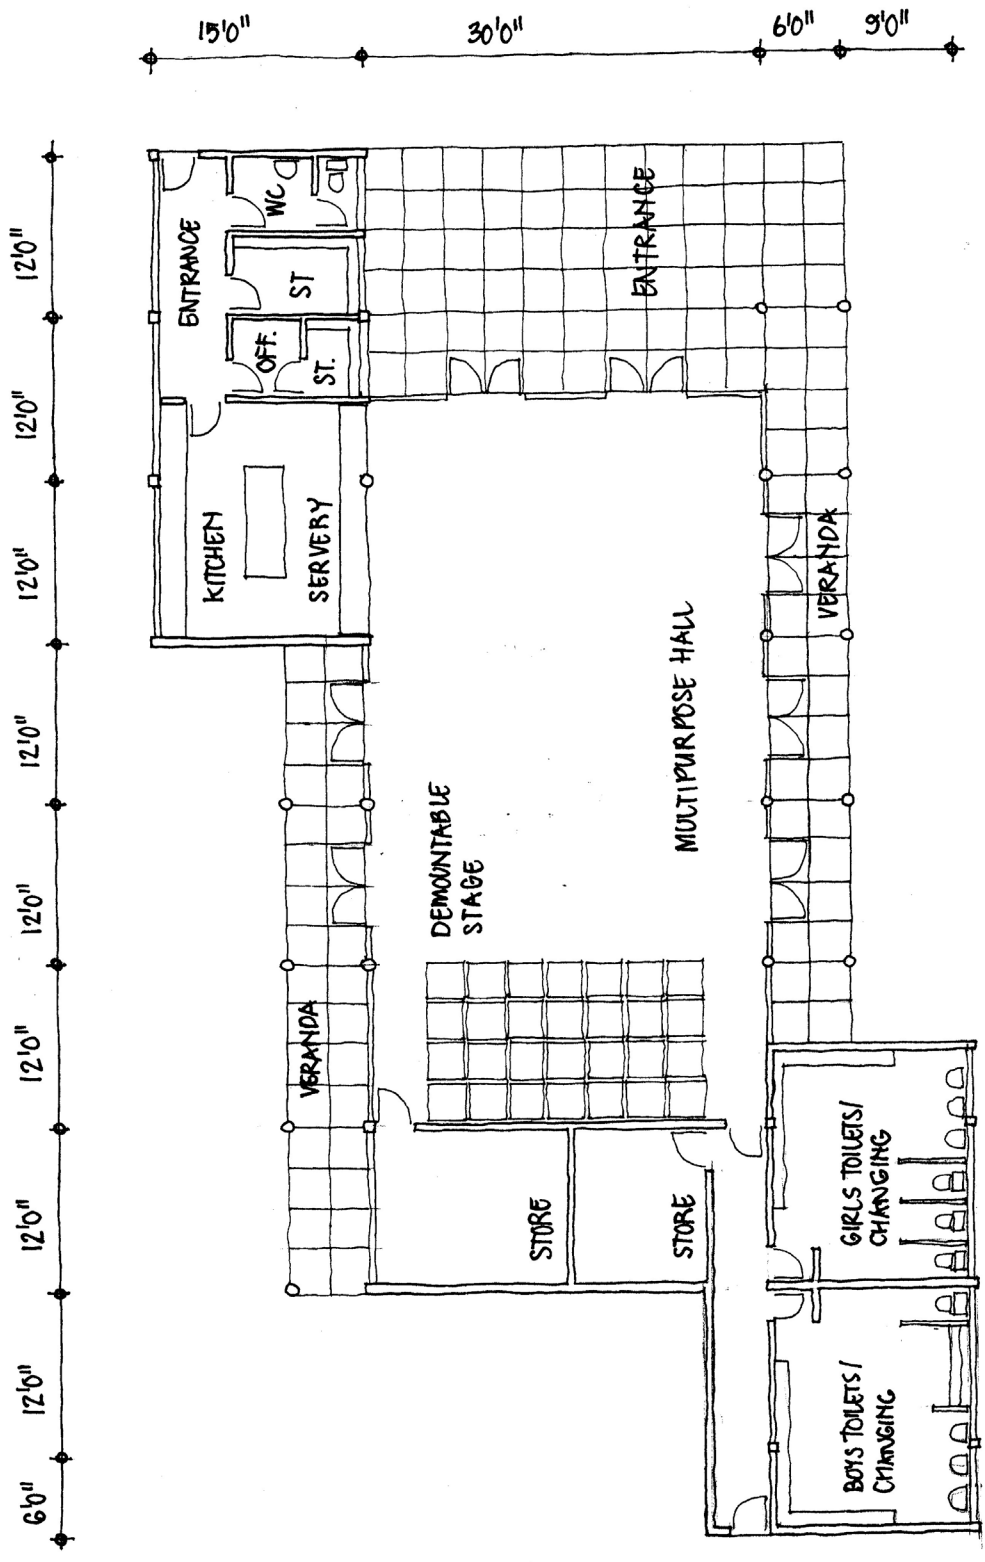 15'0"
30'0"
6'0"
9'0"
12'0"
12'0"
12'0"
12'0"
12'0"
12'0"
12'0"
12'0"
6'0"
ENTRANCE
WC
ST
OFF.
ST.
ENTRANCE
KITCHEN
SERVERY
VERANDA
MULTIPURPOSE HALL
DEMOUNTABLE
STAGE
VERANDA
STORE
STORE
GIRLS TOILETS/
CHANGING
BOYS TOILETS/
CHANGING